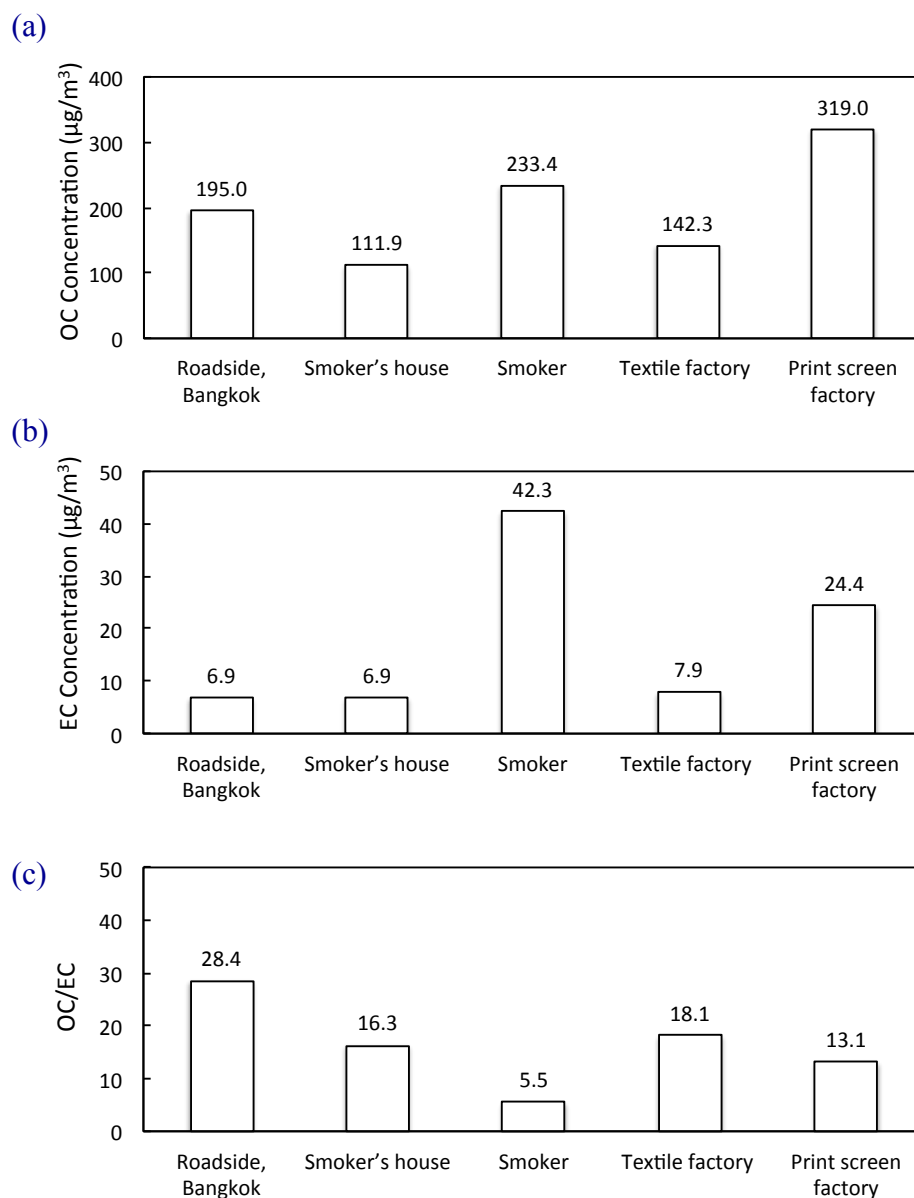 (a)
OC Concentration (µg/m³)
400
300
200
100
0
195.0
111.9
233.4
142.3
319.0
Roadside, Bangkok
Smoker's house
Smoker
Textile factory
Print screen factory
(b)
EC Concentration (µg/m³)
50
40
30
20
10
0
6.9
6.9
42.3
7.9
24.4
Roadside, Bangkok
Smoker's house
Smoker
Textile factory
Print screen factory
(c)
OC/EC
50
40
30
20
10
0
28.4
16.3
5.5
18.1
13.1
Roadside, Bangkok
Smoker's house
Smoker
Textile factory
Print screen factory